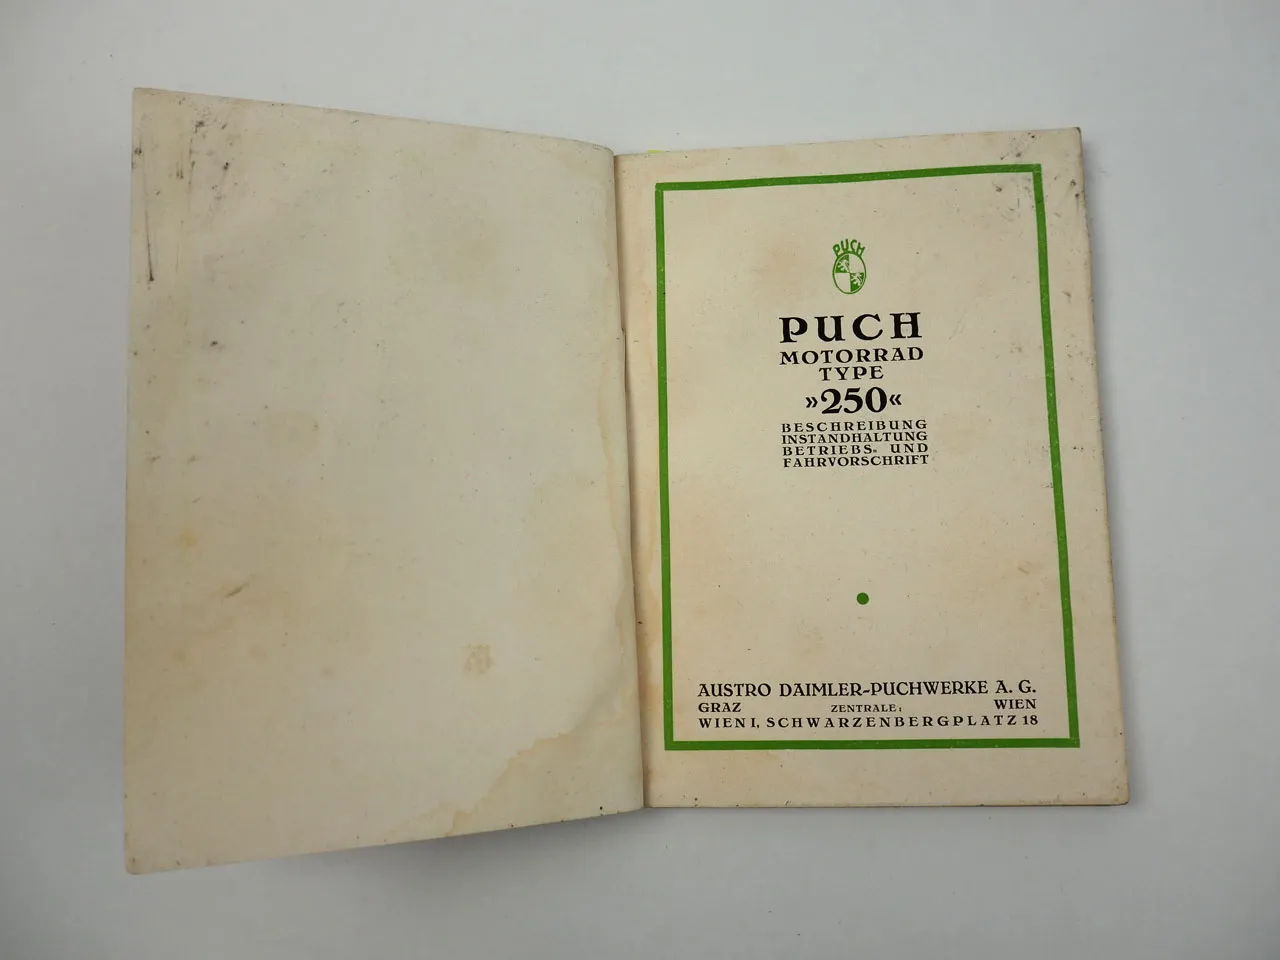 PUCH
PUCH
MOTORRAD
TYPE
»250«
BESCHREIBUNG
INSTANDHALTUNG
BETRIEBS- UND
FAHRVORSCHRIFT
AUSTRO DAIMLER-PUCHWERKE A. G.
GRAZ ZENTRALE: WIEN
WIEN I, SCHWARZENBERGPLATZ 18